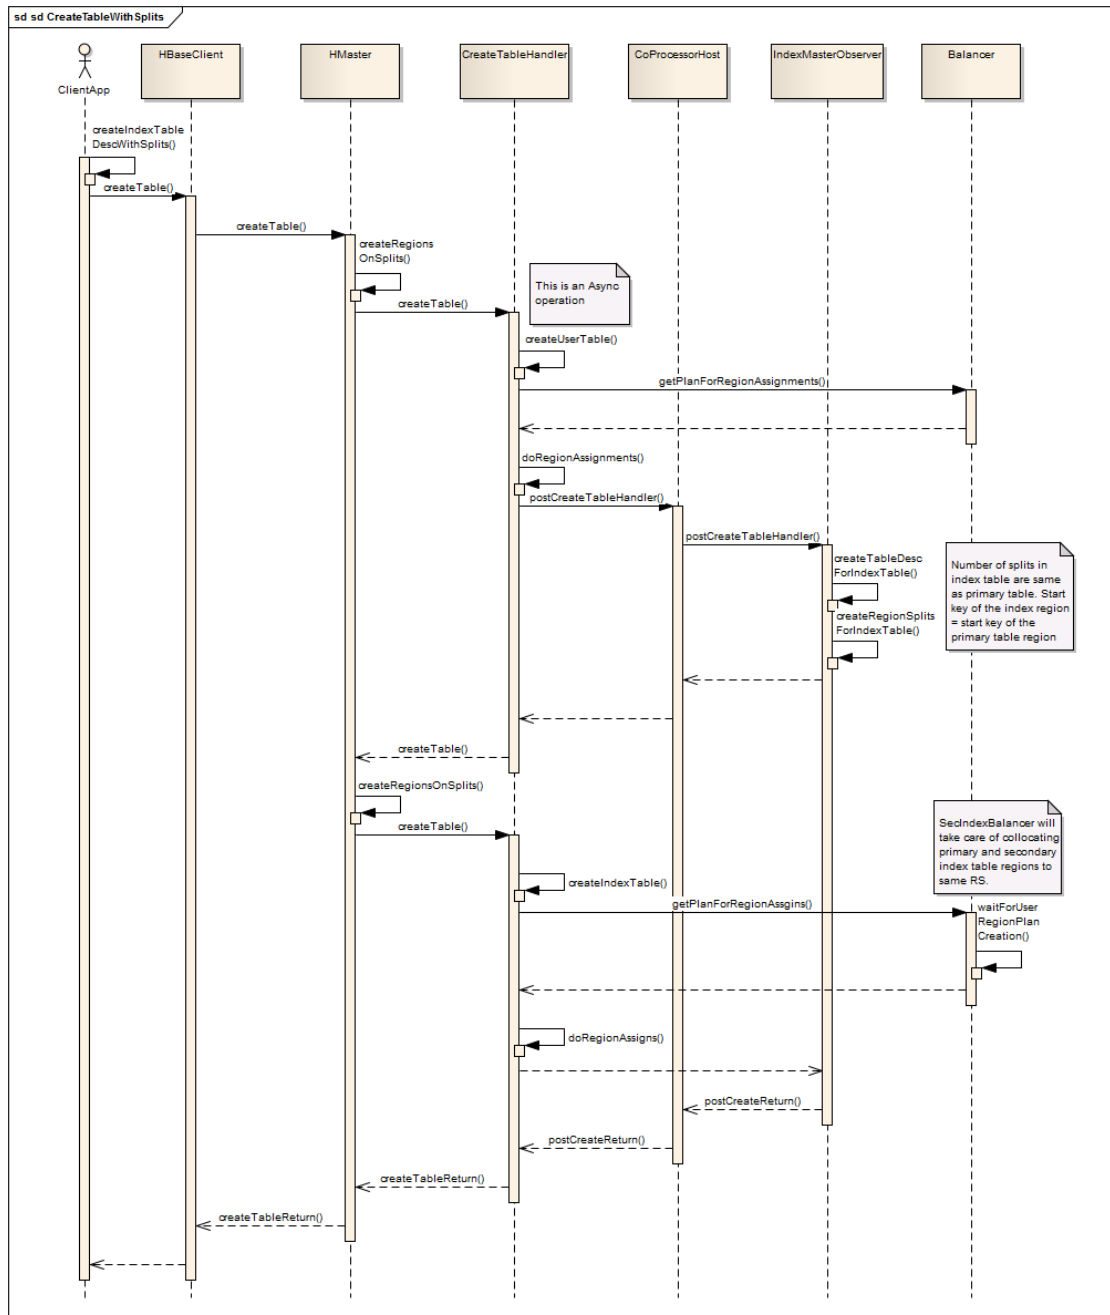 sd sd CreateTableWithSplits
ClientApp
HBaseClient
HMaster
CreateTableHandler
CoProcessorHost
IndexMasterObserver
Balancer
createIndexTable
DescWithSplits()
createTable()
createTable()
createRegions
OnSplits()
createTable()
This is an Async
operation
createUserTable()
getPlanForRegionAssignments()
doRegionAssignments()
postCreateTableHandler()
postCreateTableHandler()
createTableDesc
ForIndexTable()
createRegionSplits
ForIndexTable()
Number of splits in
index table are same
as primary table. Start
key of the index region
= start key of the
primary table region
createTable()
createRegionsOnSplits()
createTable()
SecIndexBalancer will
take care of collocating
primary and secondary
index table regions to
same RS.
createIndexTable()
getPlanForRegionAssgins()
waitForUser
RegionPlan
Creation()
doRegionAssigns()
postCreateReturn()
postCreateReturn()
createTableReturn()
createTableReturn()